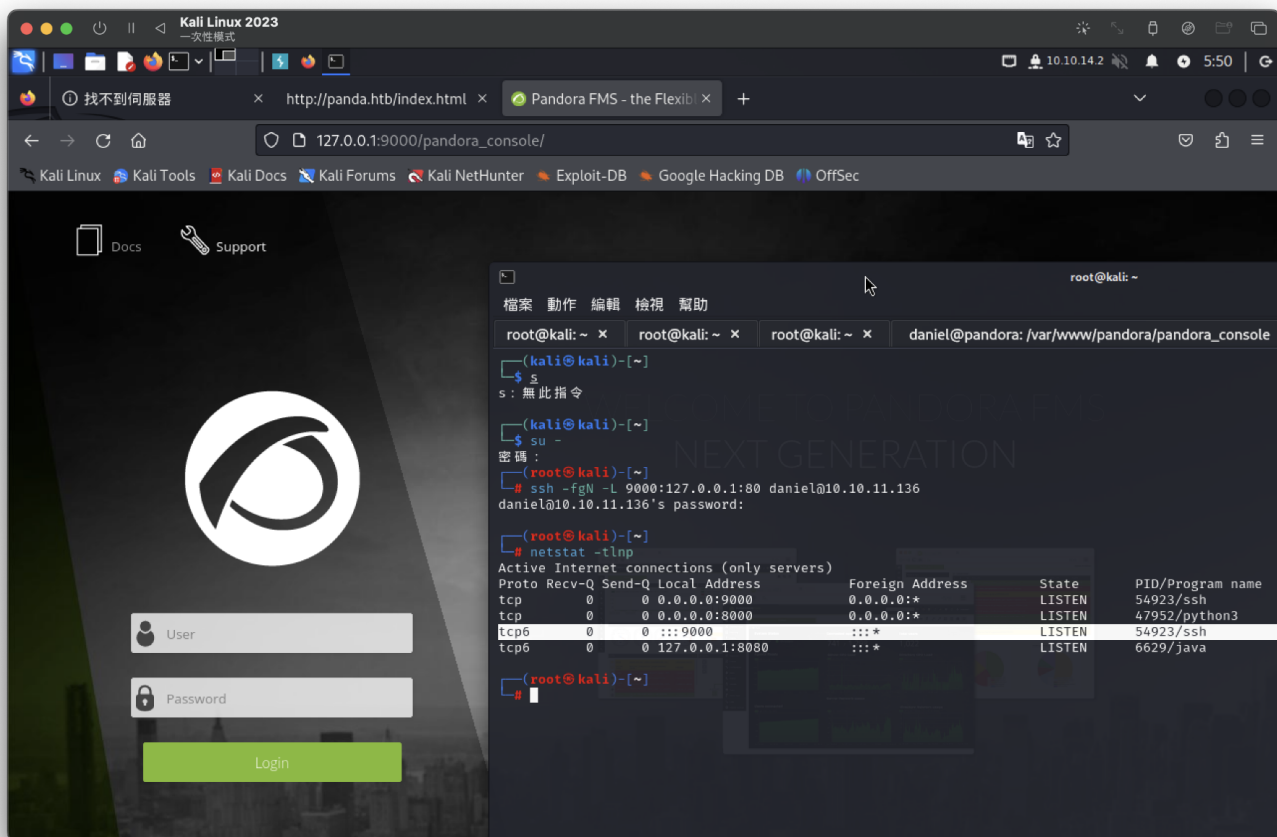 Kali Linux 2023
一次性模式
10.10.14.2 5:50
找不到伺服器 × http://panda.htb/index.html × Pandora FMS - the Flexibl × +
127.0.0.1:9000/pandora_console/
Kali Linux Kali Tools Kali Docs Kali Forums Kali NetHunter Exploit-DB Google Hacking DB OffSec
Docs Support
root@kali: ~
檔案 動作 編輯 檢視 幫助
root@kali: ~ × root@kali: ~ × root@kali: ~ × daniel@pandora: /var/www/pandora/pandora_console
┌──(kali㉿kali)-[~]
└─$ s
s：無此指令
┌──(kali㉿kali)-[~]
└─$ su -
密碼：
┌──(root㉿kali)-[~]
└─# ssh -fgN -L 9000:127.0.0.1:80 daniel@10.10.11.136
daniel@10.10.11.136's password:
┌──(root㉿kali)-[~]
└─# netstat -tlnp
Active Internet connections (only servers)
Proto Recv-Q Send-Q Local Address Foreign Address State PID/Program name
tcp 0 0 0.0.0.0:9000 0.0.0.0:* LISTEN 54923/ssh
tcp 0 0 0.0.0.0:8000 0.0.0.0:* LISTEN 47952/python3
tcp6 0 0 :::9000 :::* LISTEN 54923/ssh
tcp6 0 0 127.0.0.1:8080 :::* LISTEN 6629/java
┌──(root㉿kali)-[~]
└─#
NEXT GENERATION
User
Password
Login